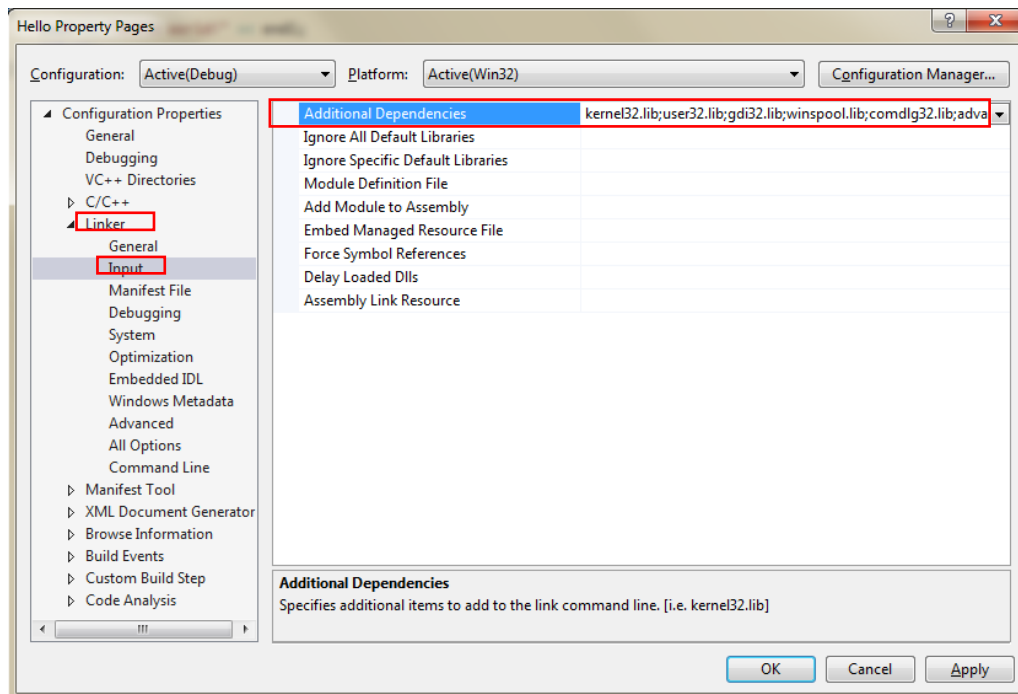 Hello Property Pages
Configuration: Active(Debug) Platform: Active(Win32) Configuration Manager...
Configuration Properties
General
Debugging
VC++ Directories
C/C++
Linker
General
Input
Manifest File
Debugging
System
Optimization
Embedded IDL
Windows Metadata
Advanced
All Options
Command Line
Manifest Tool
XML Document Generator
Browse Information
Build Events
Custom Build Step
Code Analysis
Additional Dependencies kernel32.lib;user32.lib;gdi32.lib;winspool.lib;comdlg32.lib;adva
Ignore All Default Libraries
Ignore Specific Default Libraries
Module Definition File
Add Module to Assembly
Embed Managed Resource File
Force Symbol References
Delay Loaded Dlls
Assembly Link Resource
Additional Dependencies
Specifies additional items to add to the link command line. [i.e. kernel32.lib]
OK Cancel Apply